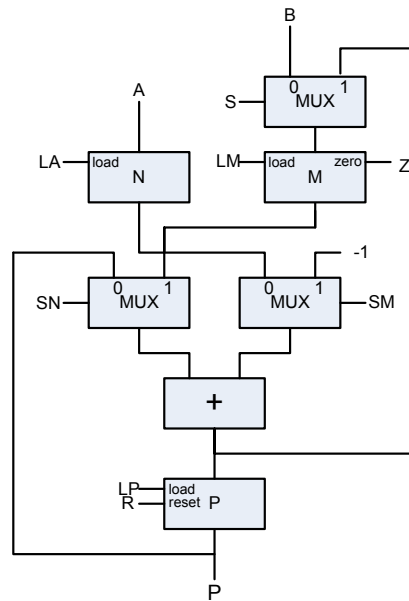 B
0 1
S MUX
A
LA load N
LM load zero Z
M
-1
0 1
SN MUX
0 1
MUX SM
+
LP load
R reset P
P